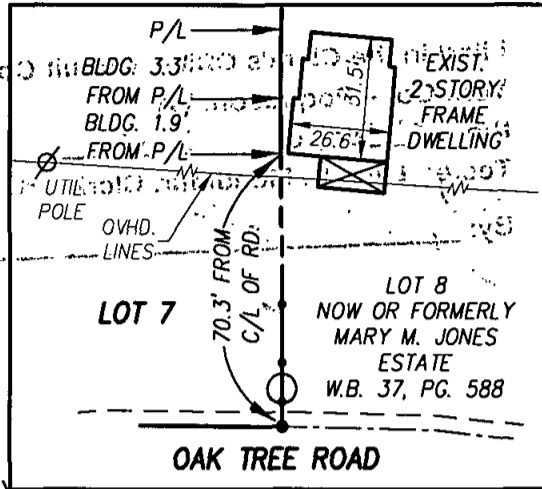 P/L
BLDG. 3.3'
FROM P/L
BLDG. 1.9'
FROM P/L
EXIST.
2 STORY
FRAME
DWELLING
31.5'
26.6'
UTIL.
POLE
OVHD.
LINES
70.3' FROM
C/L OF RD.
LOT 7
LOT 8
NOW OR FORMERLY
MARY M. JONES
ESTATE
W.B. 37, PG. 588
OAK TREE ROAD